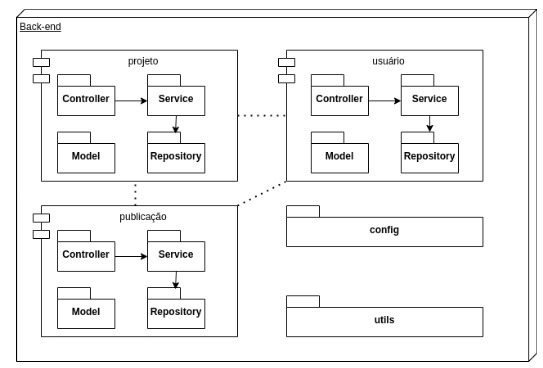 Back-end
projeto
Controller
Service
Model
Repository
usuário
Controller
Service
Model
Repository
publicação
Controller
Service
Model
Repository
config
utils